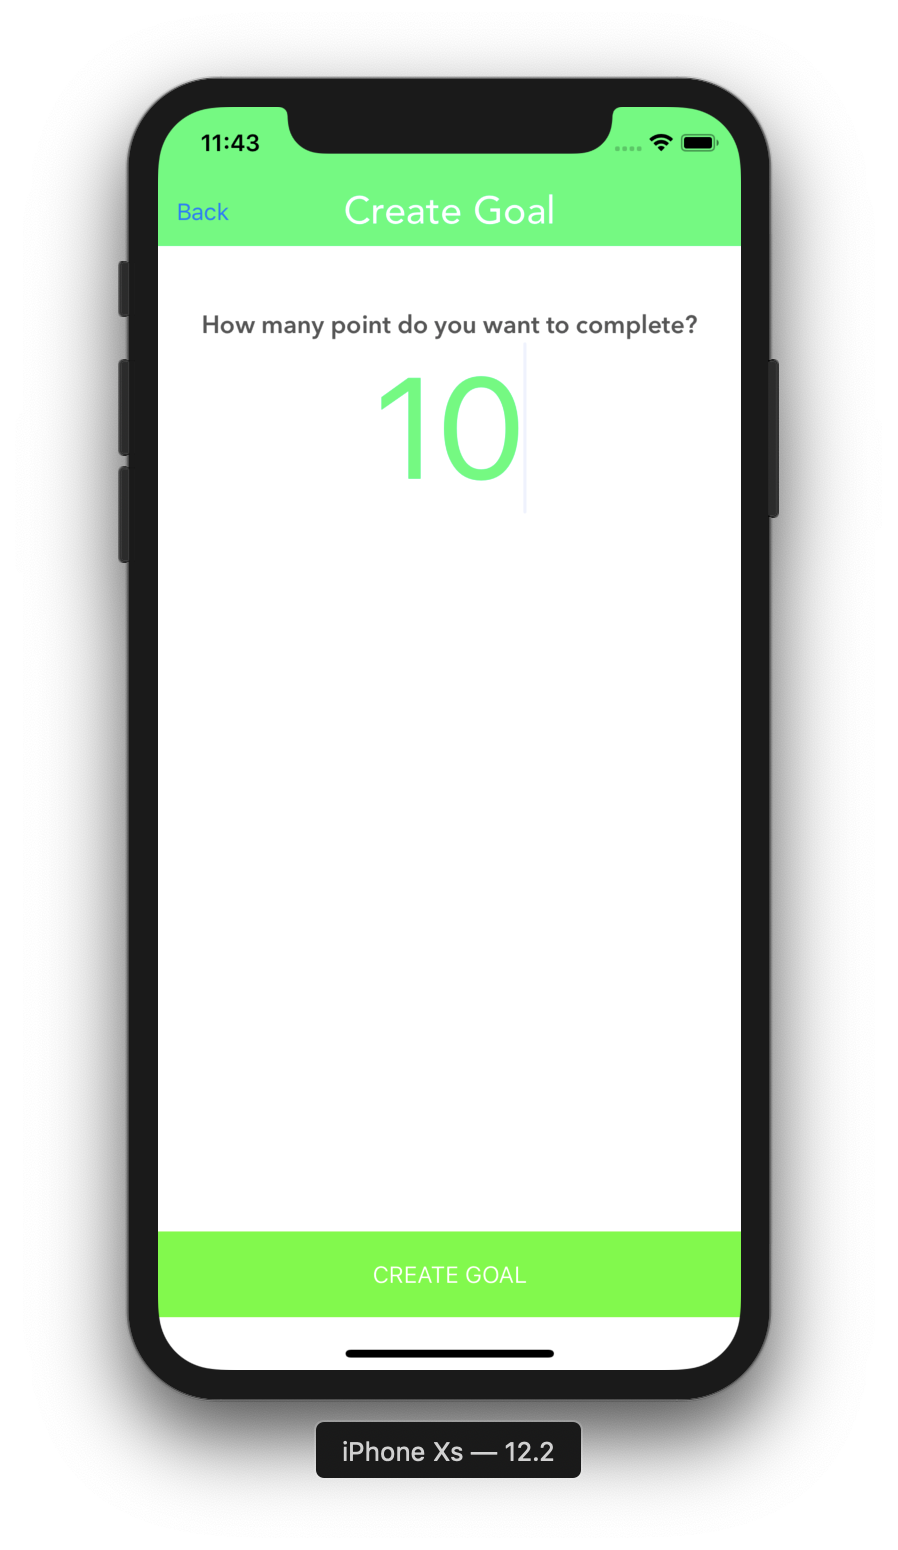 11:43
Back
Create Goal
How many point do you want to complete?
10
CREATE GOAL
iPhone Xs — 12.2